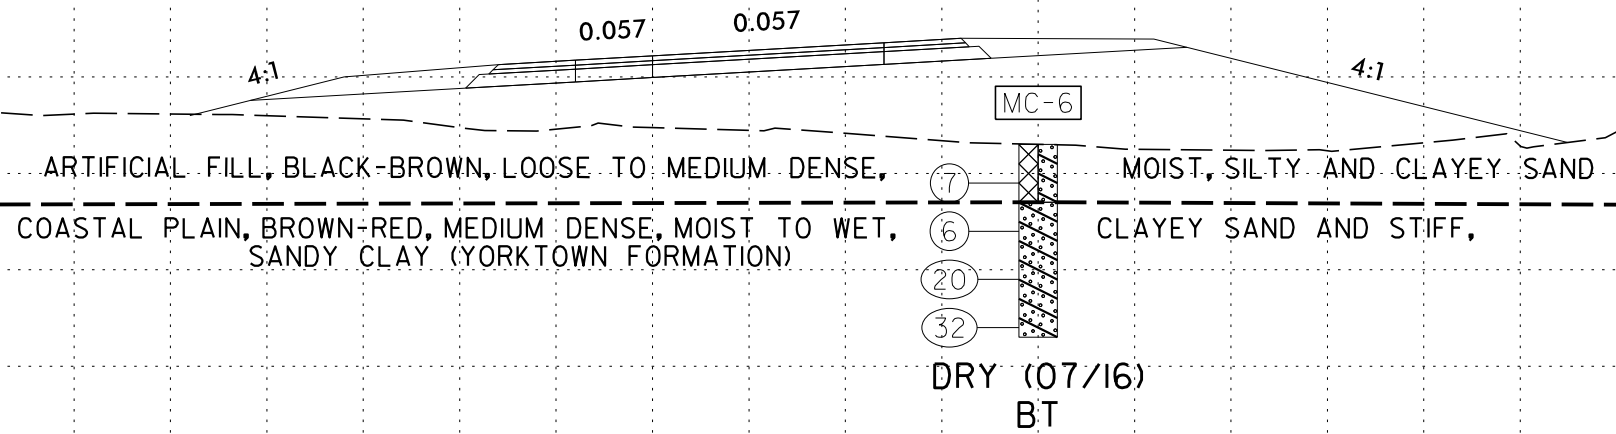 0.057 0.057
4:1 4:1
MC-6
ARTIFICIAL FILL, BLACK-BROWN, LOOSE TO MEDIUM DENSE, MOIST, SILTY AND CLAYEY SAND
7
COASTAL PLAIN, BROWN-RED, MEDIUM DENSE, MOIST TO WET, CLAYEY SAND AND STIFF,
6
SANDY CLAY (YORKTOWN FORMATION)
20
32
DRY (07/16)
BT